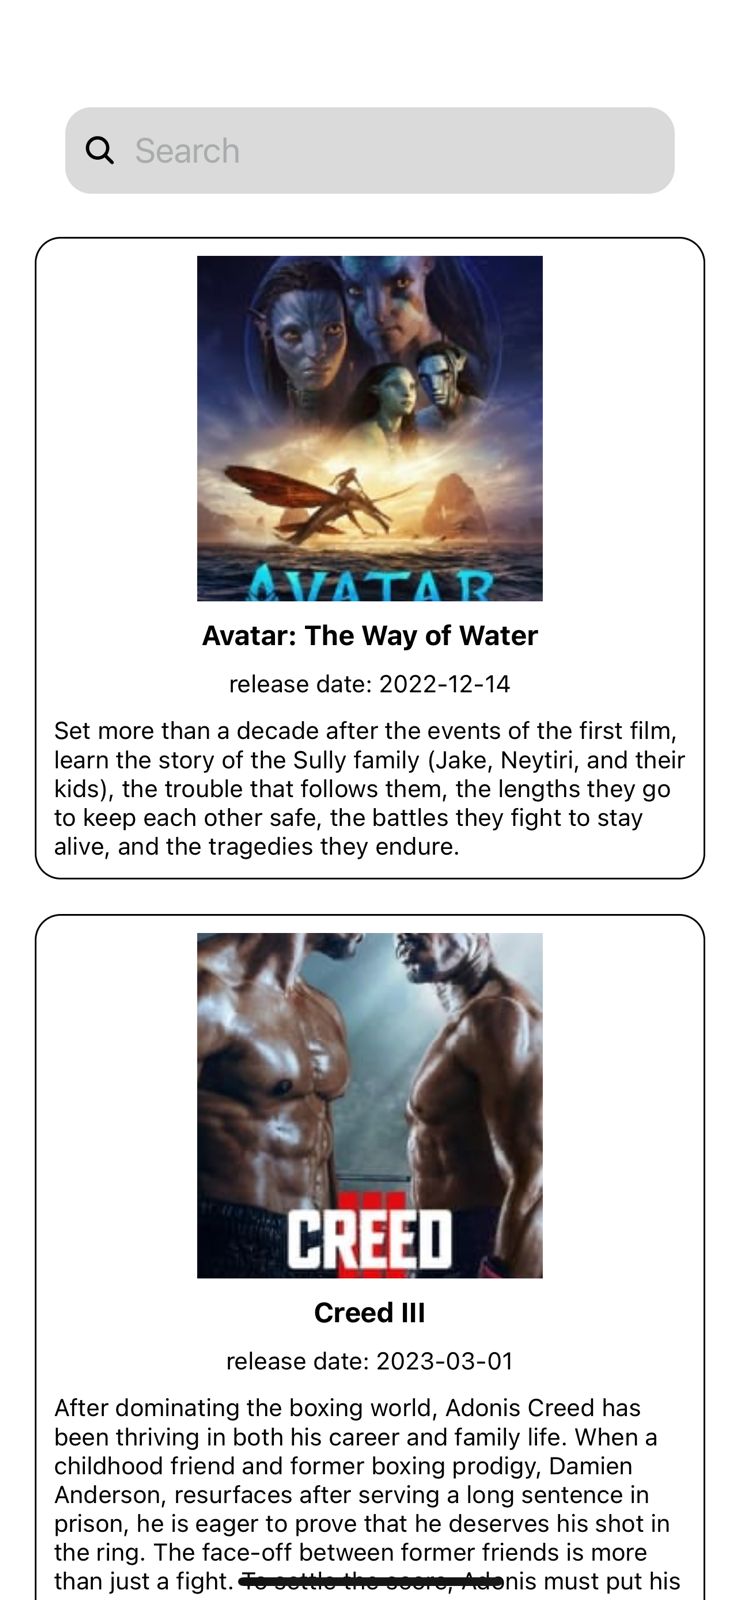 Search
AVATAR
Avatar: The Way of Water
release date: 2022-12-14
Set more than a decade after the events of the first film,
learn the story of the Sully family (Jake, Neytiri, and their
kids), the trouble that follows them, the lengths they go
to keep each other safe, the battles they fight to stay
alive, and the tragedies they endure.
CREED
III
Creed III
release date: 2023-03-01
After dominating the boxing world, Adonis Creed has
been thriving in both his career and family life. When a
childhood friend and former boxing prodigy, Damien
Anderson, resurfaces after serving a long sentence in
prison, he is eager to prove that he deserves his shot in
the ring. The face-off between former friends is more
than just a fight. To settle the score, Adonis must put his